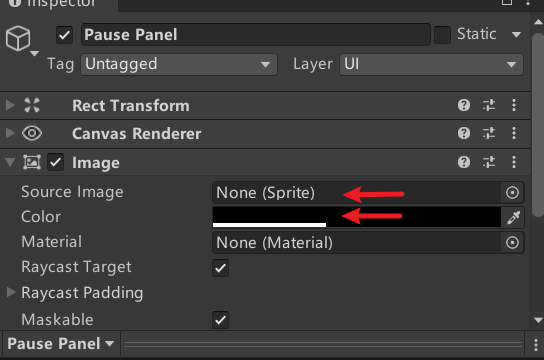 Inspector
Pause Panel
Static
Tag Untagged Layer UI
Rect Transform
Canvas Renderer
Image
Source Image None (Sprite)
Color
Material None (Material)
Raycast Target
Raycast Padding
Maskable
Pause Panel